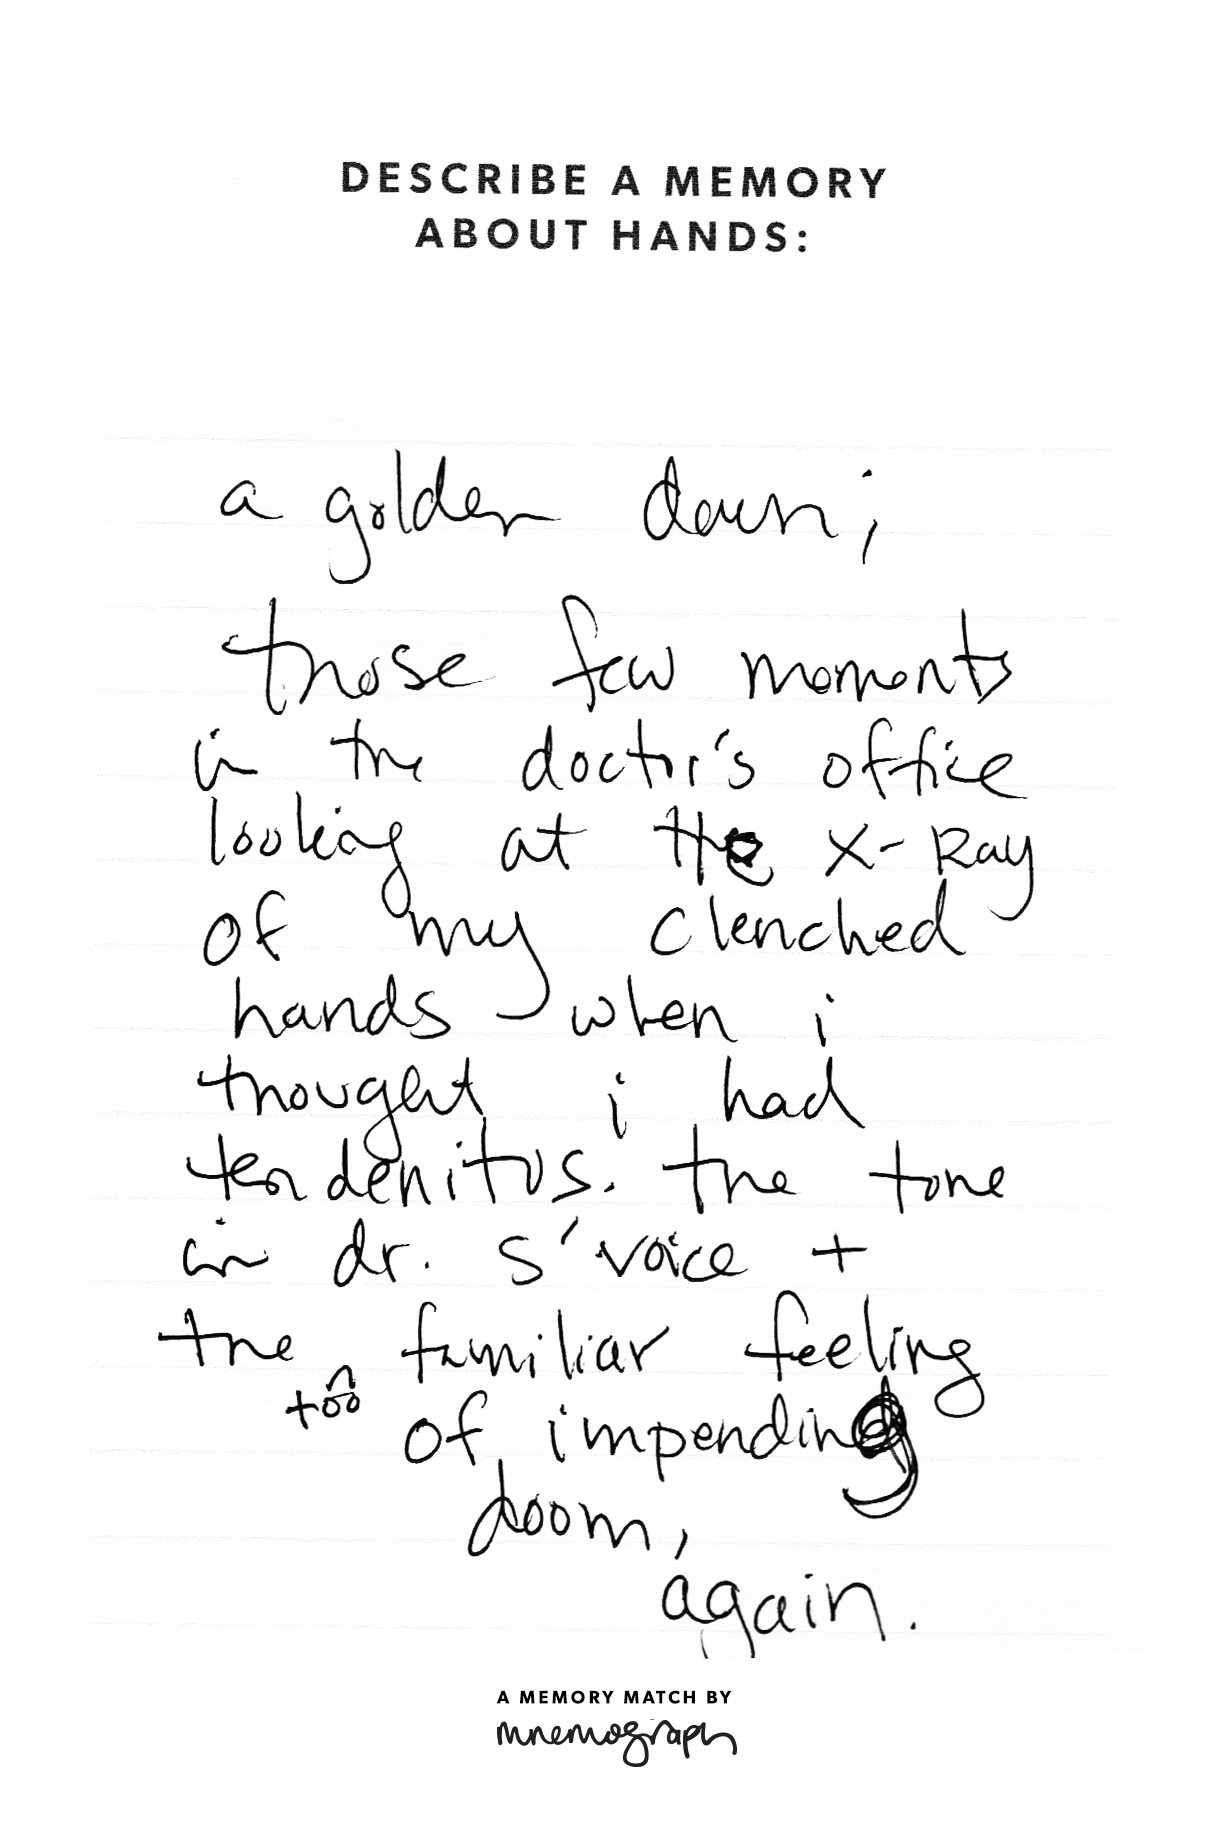 DESCRIBE A MEMORY
ABOUT HANDS:
a golden dawn;
those few moments
in the doctor's office
looking at the x-Ray
of my clenched
hands when i
thought i had
tendenitus. the tone
in dr. s' voice +
the too familiar feeling
of impending
doom,
again.
A MEMORY MATCH BY
mnemograph